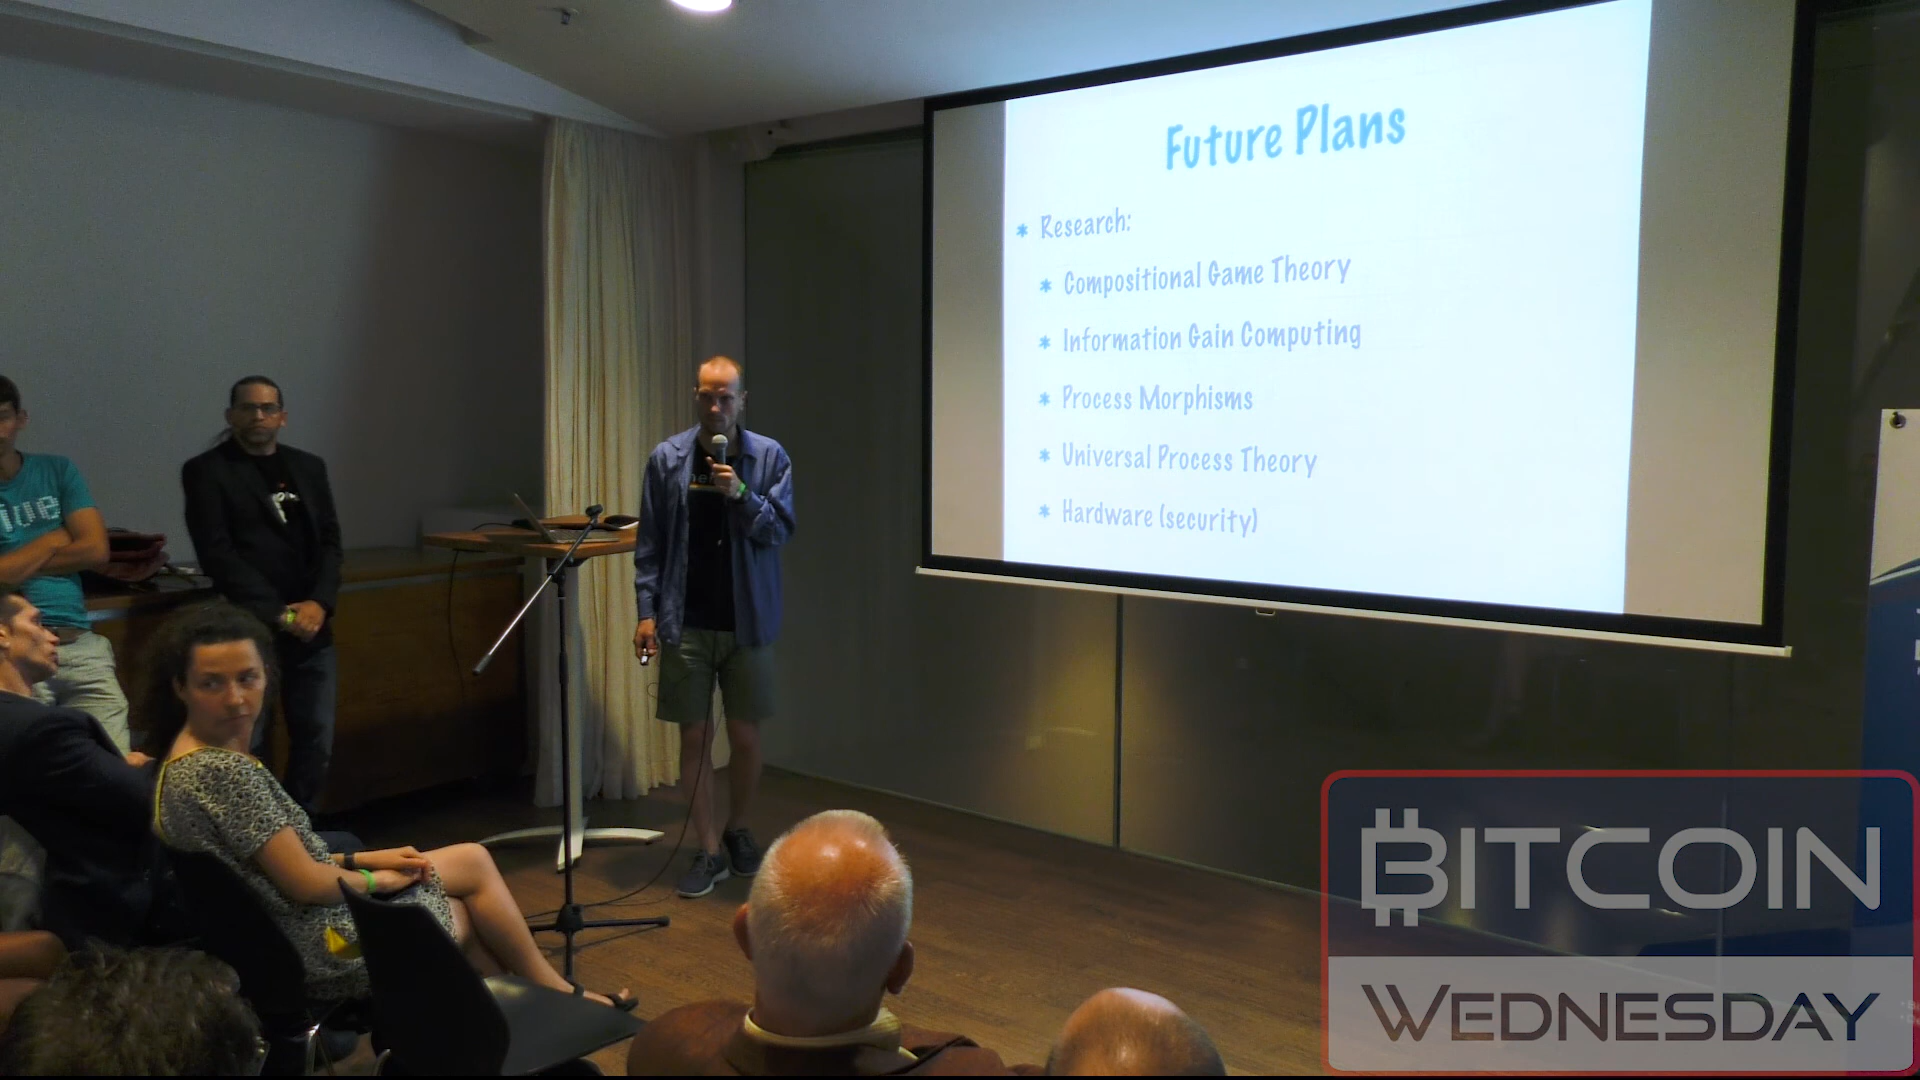 Future Plans
* Research:
* Compositional Game Theory
* Information Gain Computing
* Process Morphisms
* Universal Process Theory
* Hardware (security)
BITCOIN
WEDNESDAY